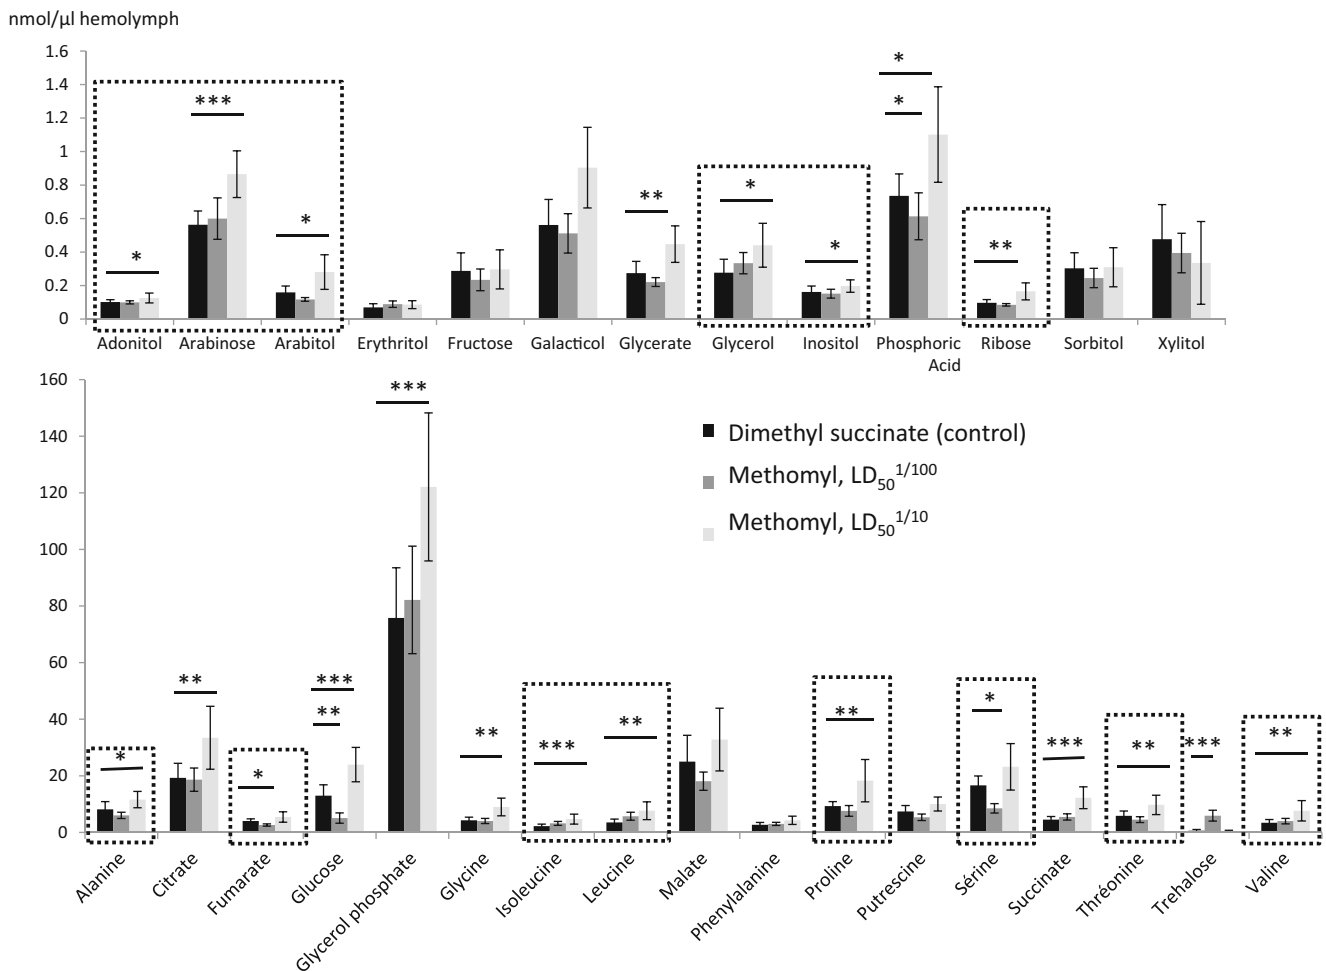 nmol/µl hemolymph
1.6
1.4
1.2
1
0.8
0.6
0.4
0.2
0
*
***
*
**
*
*
*
*
**
Adonitol Arabinose Arabitol Erythritol Fructose Galacticol Glycerate Glycerol Inositol Phosphoric Acid Ribose Sorbitol Xylitol
160
140
120
100
80
60
40
20
0
***
Dimethyl succinate (control)
Methomyl, LD50 1/100
Methomyl, LD50 1/10
*
**
*
***
**
**
***
**
**
*
***
**
***
**
Alanine
Citrate
Fumarate
Glucose
Glycerol phosphate
Glycine
Isoleucine
Leucine
Malate
Phenylalanine
Proline
Putrescine
Sérine
Succinate
Thréonine
Trehalose
Valine